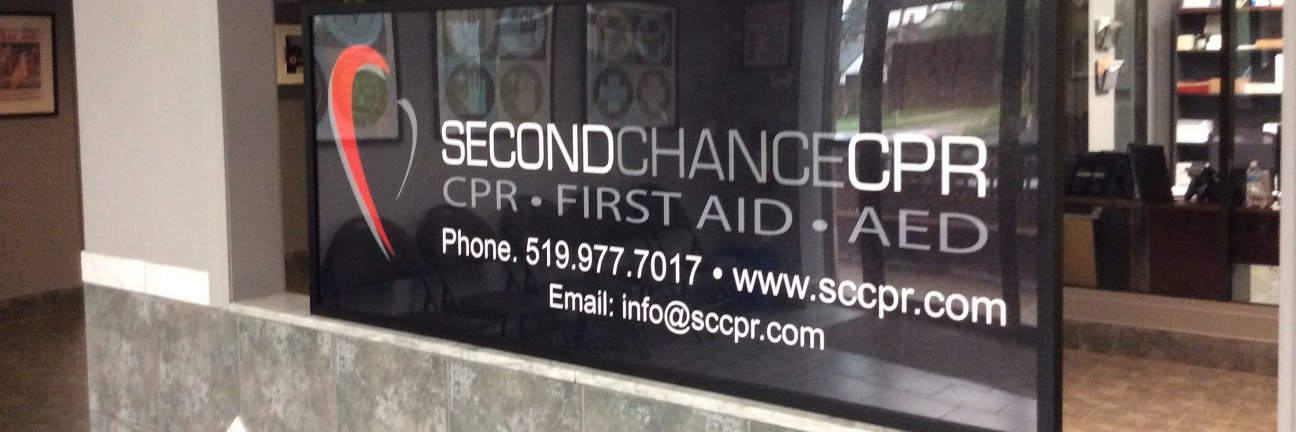 SECONDCHANCECPR
CPR • FIRST AID • AED
Phone. 519.977.7017 • www.sccpr.com
Email: info@sccpr.com